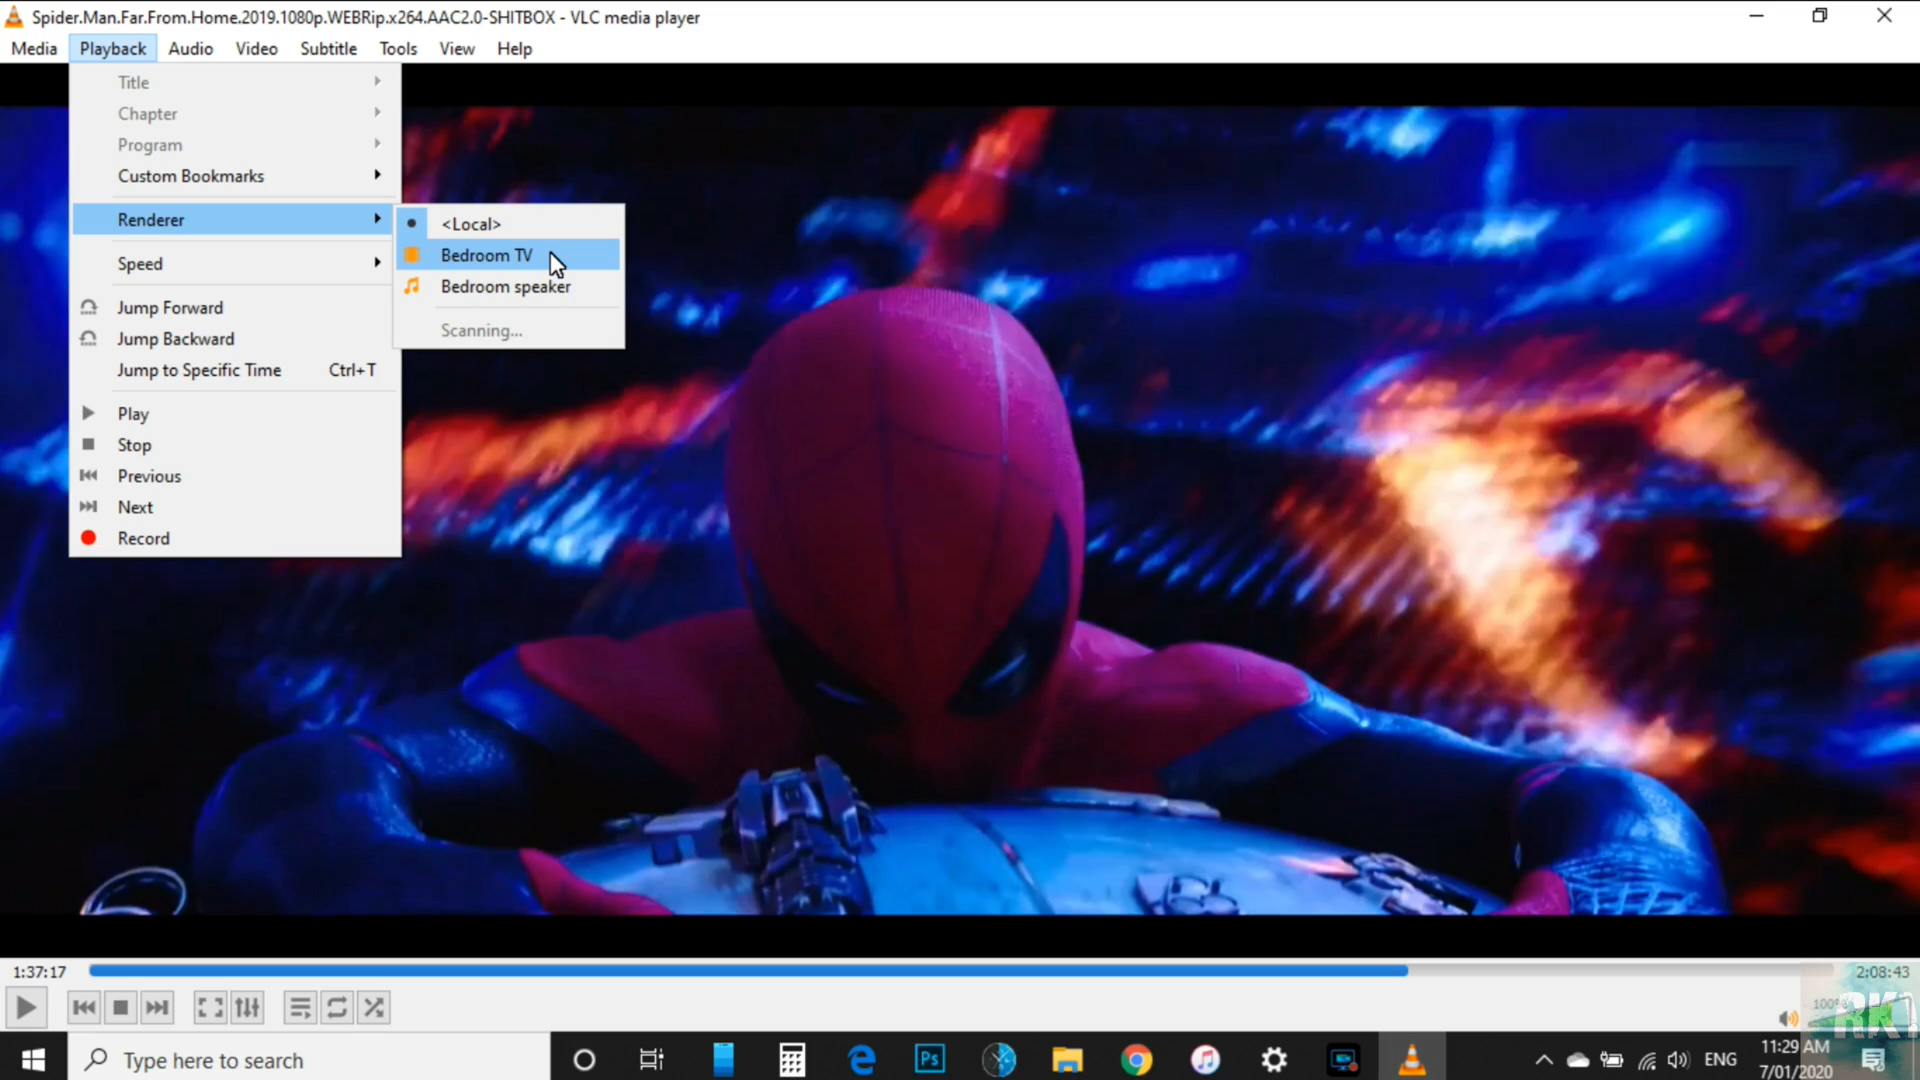 Spider.Man.Far.From.Home.2019.1080p.WEBRip.x264.AAC2.0-SHITBOX - VLC media player
Media Playback Audio Video Subtitle Tools View Help
Title
Chapter
Program
Custom Bookmarks
Renderer
<Local>
Bedroom TV
Bedroom speaker
Scanning...
Speed
Jump Forward
Jump Backward
Jump to Specific Time Ctrl+T
Play
Stop
Previous
Next
Record
1:37:17
2:08:43
100%
RK1
Type here to search
Ps
ENG
11:29 AM
7/01/2020